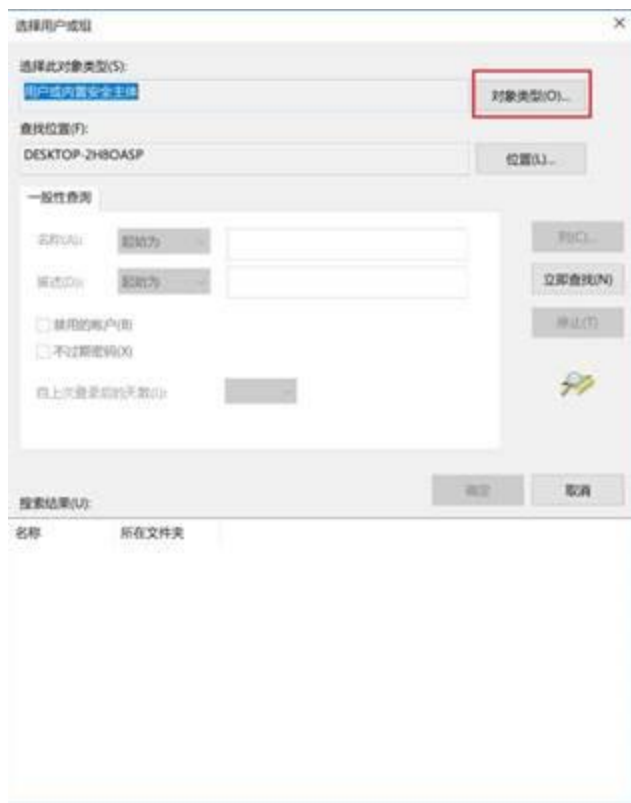 选择用户或组
选择此对象类型(S):
用户或内置安全主体
对象类型(O)...
查找位置(F):
DESKTOP-2H8OASP
位置(L)...
一般性查询
名称(A):
起始为
列(C)...
描述(D):
起始为
立即查找(N)
禁用的帐户(B)
停止(T)
不过期密码(X)
自上次登录后的天数(I):
确定
取消
搜索结果(U):
名称 所在文件夹